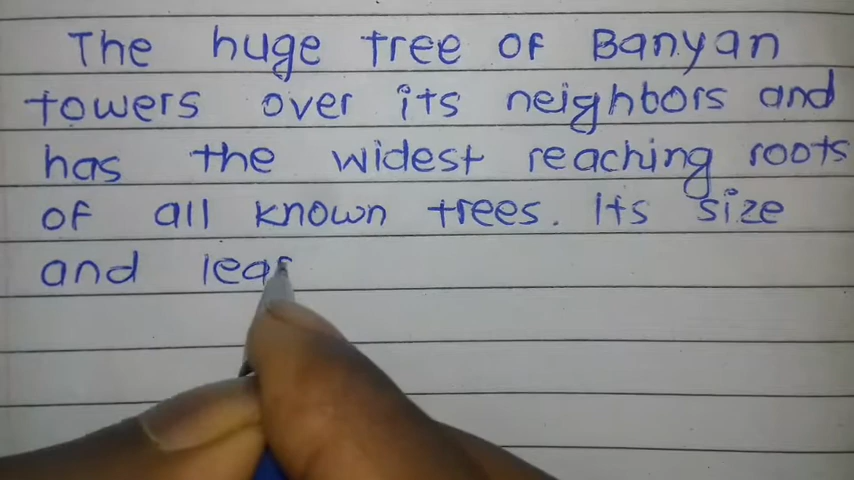 The huge tree of Banyan
towers over its neighbors and
has the widest reaching roots
of all known trees. Its size
and